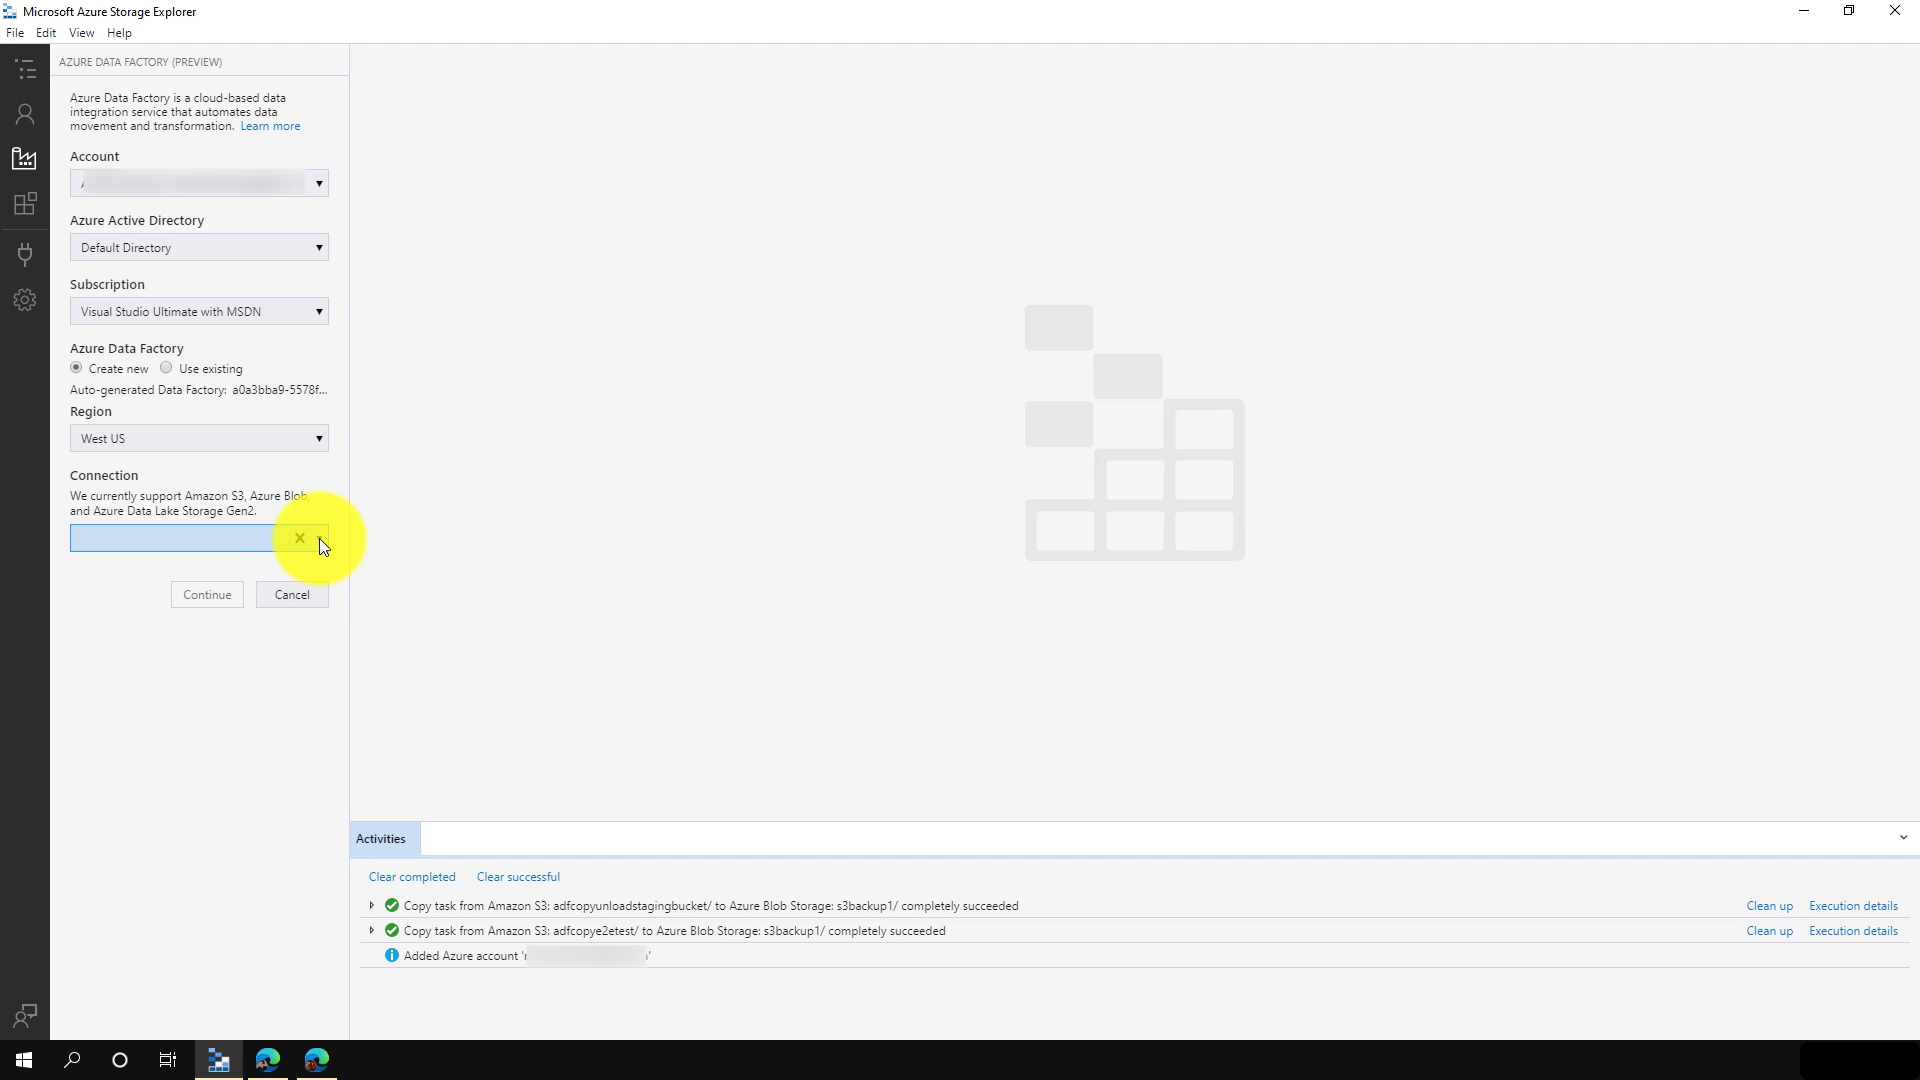 Microsoft Azure Storage Explorer
File Edit View Help
AZURE DATA FACTORY (PREVIEW)
Azure Data Factory is a cloud-based data
integration service that automates data
movement and transformation. Learn more
Account
Azure Active Directory
Default Directory
Subscription
Visual Studio Ultimate with MSDN
Azure Data Factory
Create new Use existing
Auto-generated Data Factory: a0a3bba9-5578f...
Region
West US
Connection
We currently support Amazon S3, Azure Blob,
and Azure Data Lake Storage Gen2.
Continue Cancel
Activities
Clear completed Clear successful
Copy task from Amazon S3: adfcopyunloadstagingbucket/ to Azure Blob Storage: s3backup1/ completely succeeded Clean up Execution details
Copy task from Amazon S3: adfcopye2etest/ to Azure Blob Storage: s3backup1/ completely succeeded Clean up Execution details
Added Azure account '